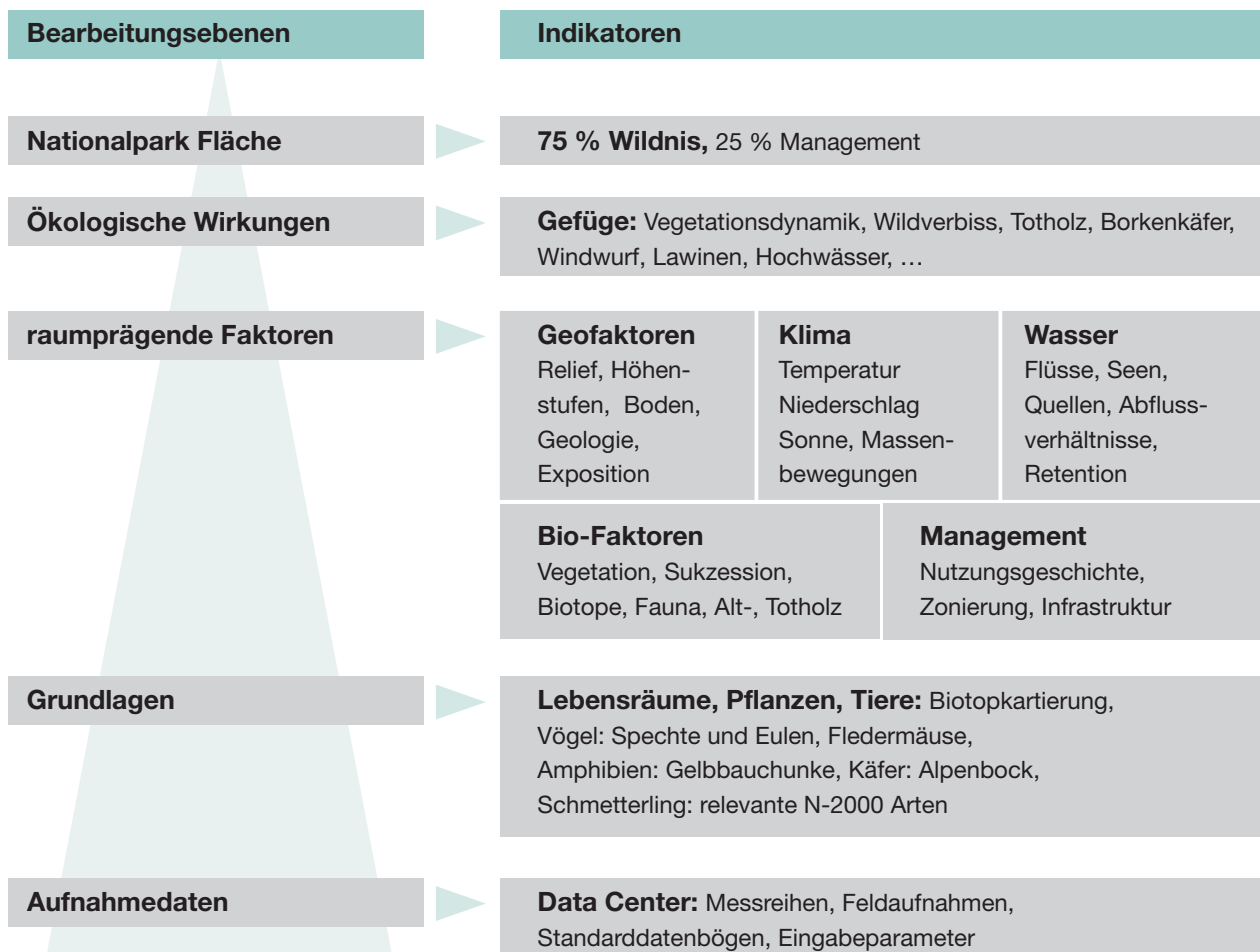 Bearbeitungsebenen
Indikatoren
Nationalpark Fläche
75 % Wildnis, 25 % Management
Ökologische Wirkungen
Gefüge: Vegetationsdynamik, Wildverbiss, Totholz, Borkenkäfer,
Windwurf, Lawinen, Hochwässer, …
raumprägende Faktoren
Geofaktoren
Relief, Höhen-
stufen, Boden,
Geologie,
Exposition
Klima
Temperatur
Niederschlag
Sonne, Massen-
bewegungen
Wasser
Flüsse, Seen,
Quellen, Abfluss-
verhältnisse,
Retention
Bio-Faktoren
Vegetation, Sukzession,
Biotope, Fauna, Alt-, Totholz
Management
Nutzungsgeschichte,
Zonierung, Infrastruktur
Grundlagen
Lebensräume, Pflanzen, Tiere: Biotopkartierung,
Vögel: Spechte und Eulen, Fledermäuse,
Amphibien: Gelbbauchunke, Käfer: Alpenbock,
Schmetterling: relevante N-2000 Arten
Aufnahmedaten
Data Center: Messreihen, Feldaufnahmen,
Standarddatenbögen, Eingabeparameter